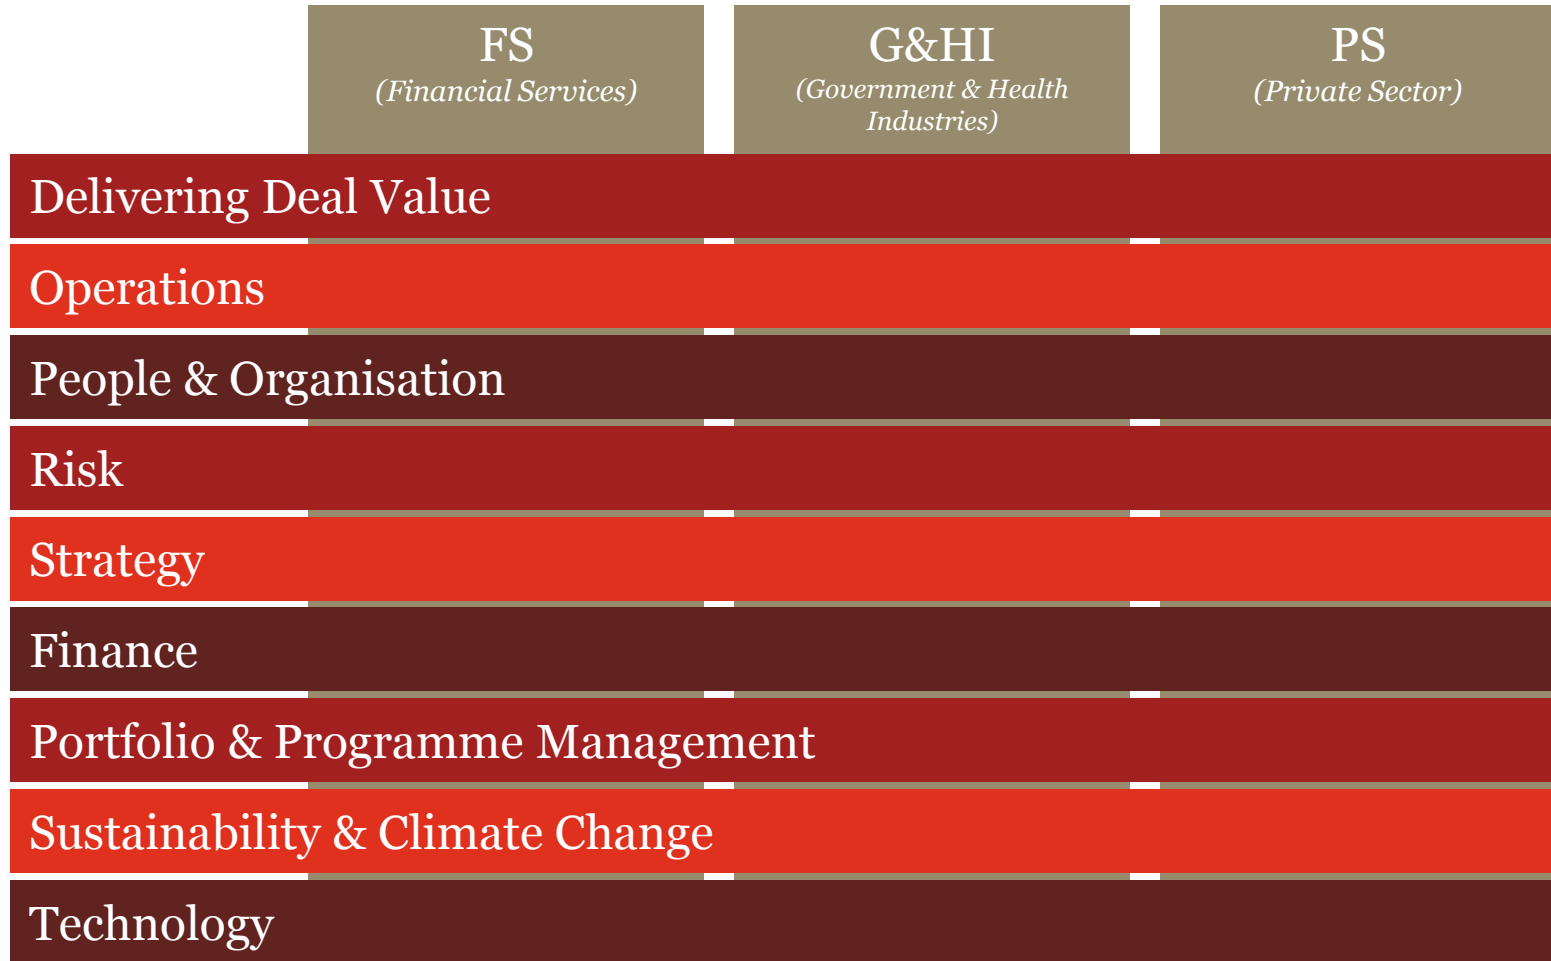 FS
(Financial Services)
G&HI
(Government & Health
Industries)
PS
(Private Sector)
Delivering Deal Value
Operations
People & Organisation
Risk
Strategy
Finance
Portfolio & Programme Management
Sustainability & Climate Change
Technology